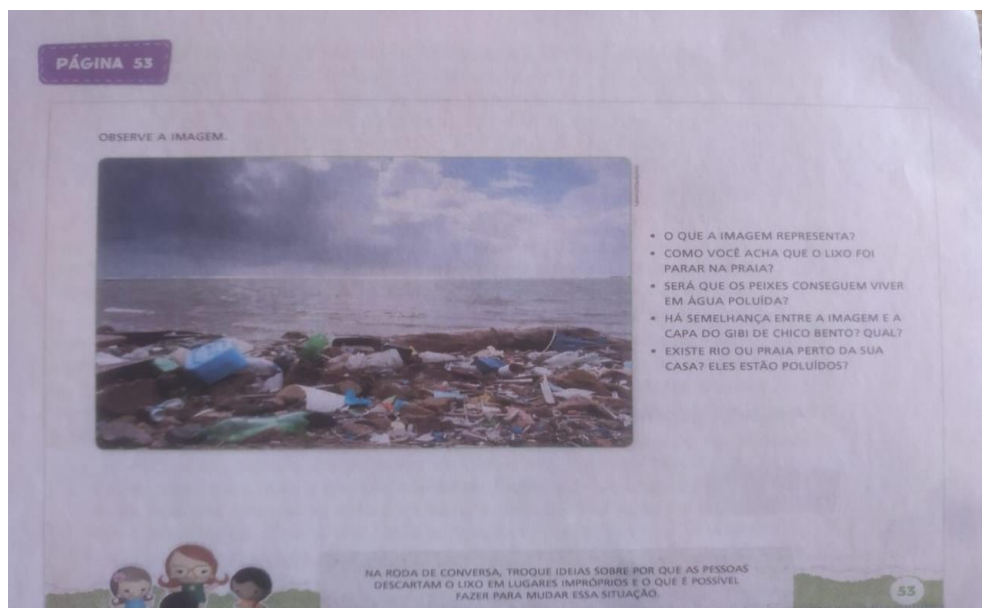 PÁGINA 53
OBSERVE A IMAGEM.
• O QUE A IMAGEM REPRESENTA?
• COMO VOCÊ ACHA QUE O LIXO FOI
PARAR NA PRAIA?
• SERÁ QUE OS PEIXES CONSEGUEM VIVER
EM ÁGUA POLUÍDA?
• HÁ SEMELHANÇA ENTRE A IMAGEM E A
CAPA DO GIBI DE CHICO BENTO? QUAL?
• EXISTE RIO OU PRAIA PERTO DA SUA
CASA? ELES ESTÃO POLUÍDOS?
NA RODA DE CONVERSA, TROQUE IDEIAS SOBRE POR QUE AS PESSOAS
DESCARTAM O LIXO EM LUGARES IMPRÓPRIOS E O QUE É POSSÍVEL
FAZER PARA MUDAR ESSA SITUAÇÃO.
53